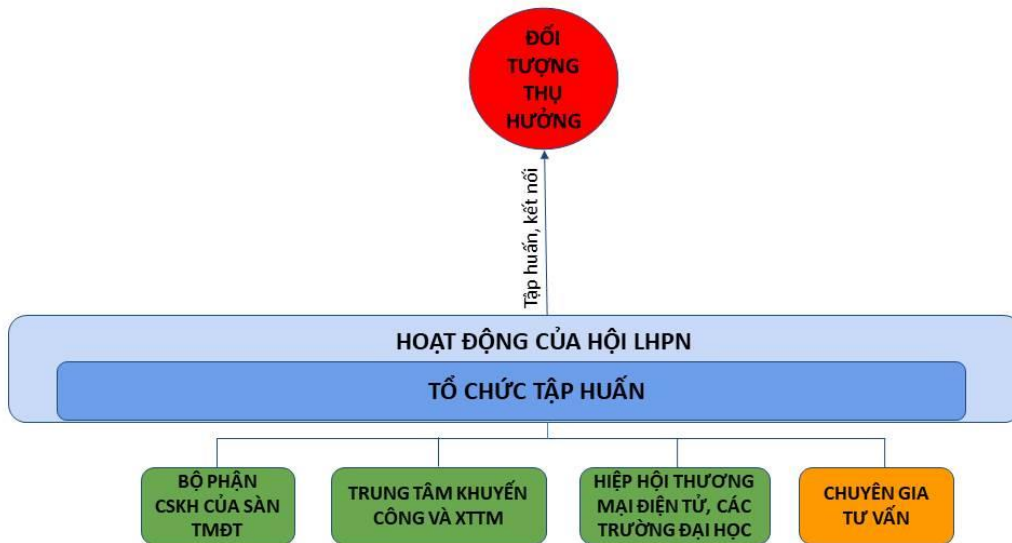 ĐỐI
TƯỢNG
THỤ
HƯỞNG
Tập huấn, kết nối
HOẠT ĐỘNG CỦA HỘI LHPN
TỔ CHỨC TẬP HUẤN
BỘ PHẬN
CSKH CỦA SÀN
TMĐT
TRUNG TÂM KHUYẾN
CÔNG VÀ XTTM
HIỆP HỘI THƯƠNG
MẠI ĐIỆN TỬ, CÁC
TRƯỜNG ĐẠI HỌC
CHUYÊN GIA
TƯ VẤN